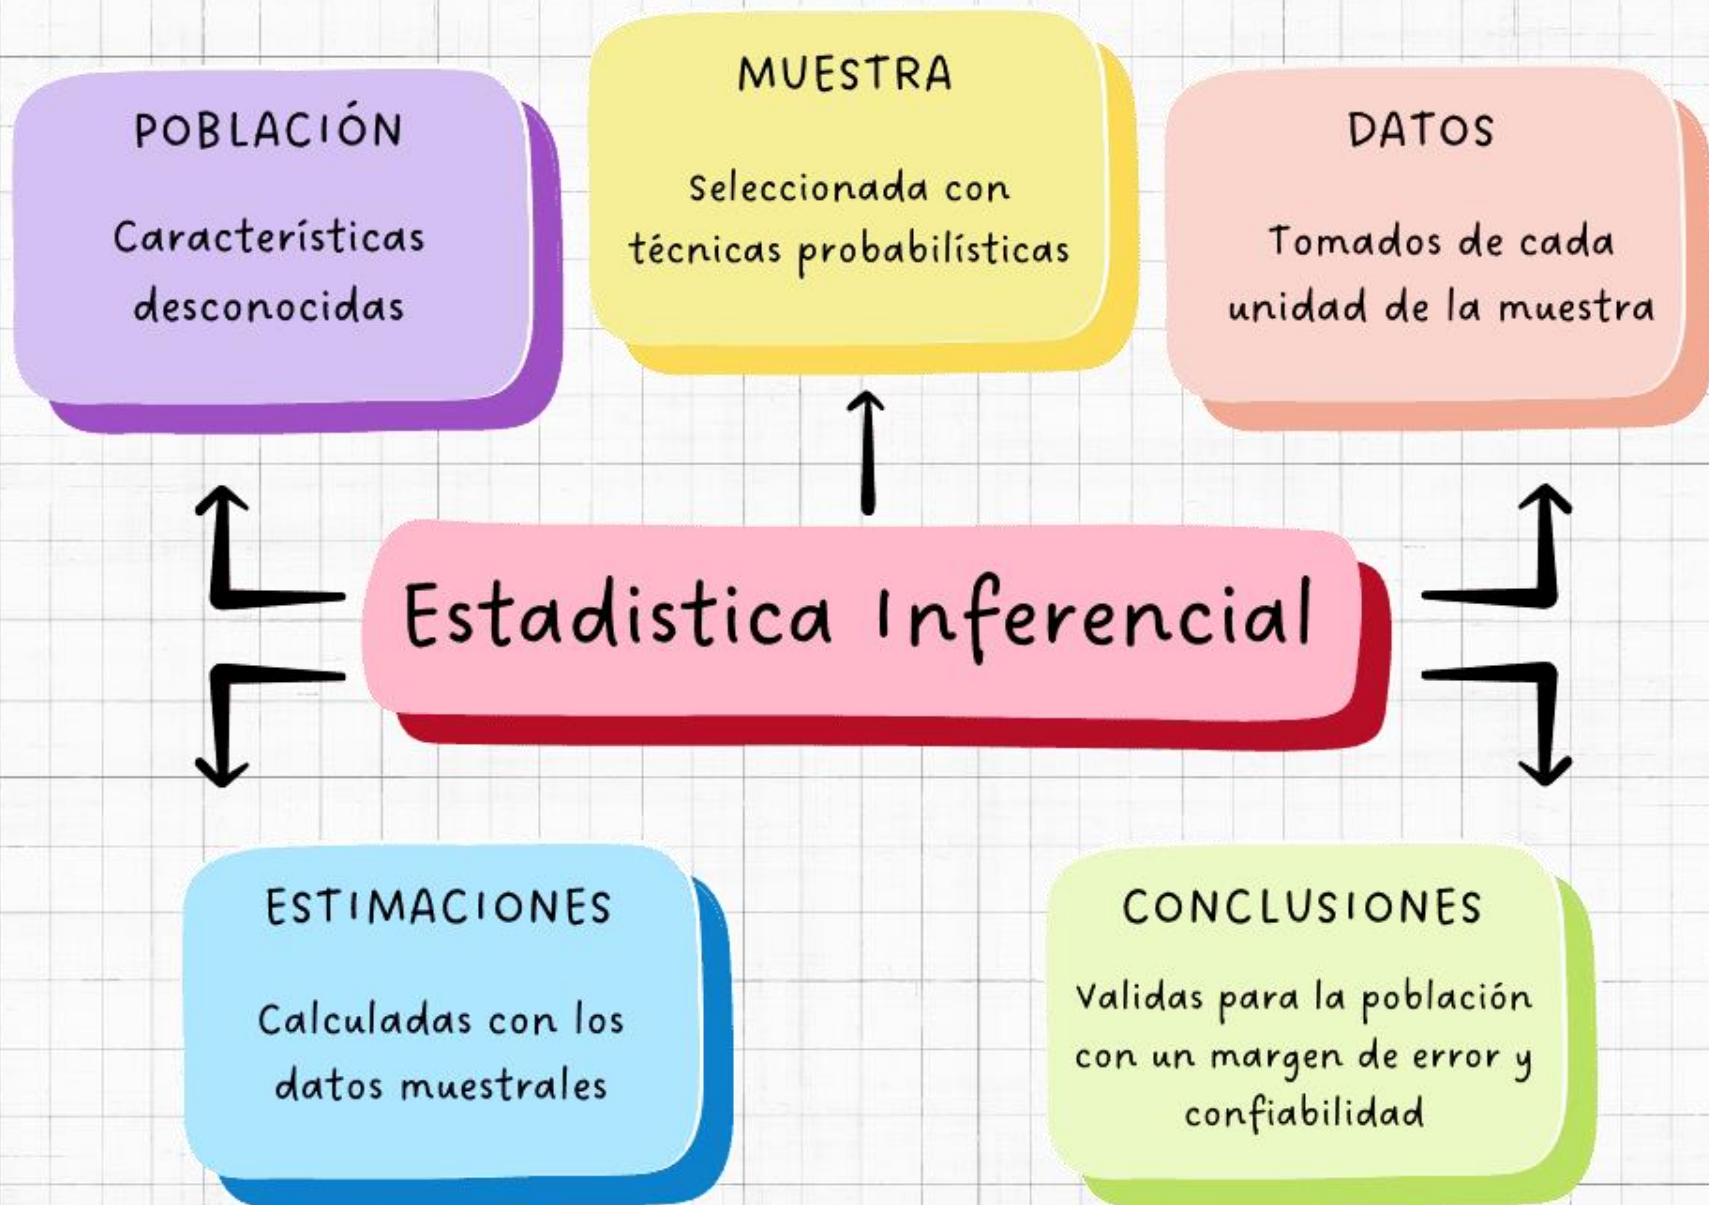 POBLACIÓN
Características
desconocidas
MUESTRA
Seleccionada con
técnicas probabilísticas
DATOS
Tomados de cada
unidad de la muestra
Estadistica Inferencial
ESTIMACIONES
Calculadas con los
datos muestrales
CONCLUSIONES
Validas para la población
con un margen de error y
confiabilidad